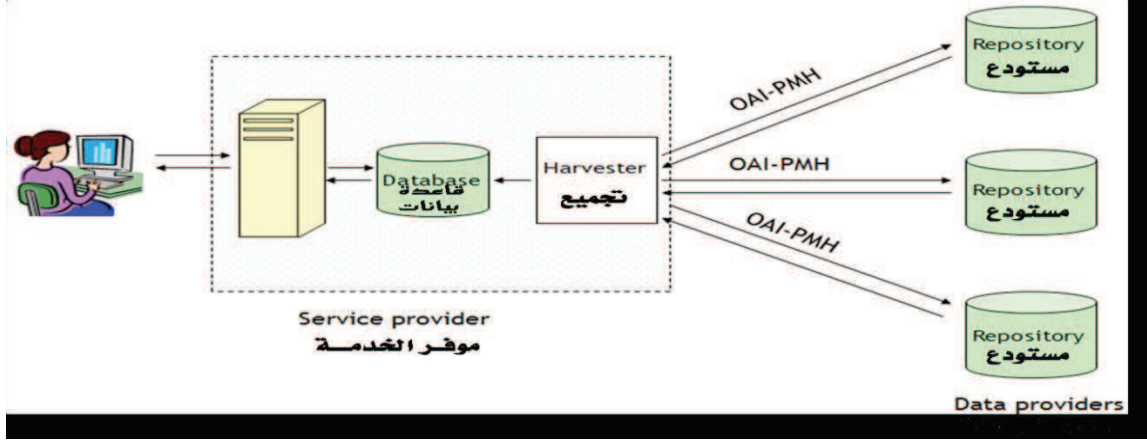 Repository
مستودع
OAI-PMH
Harvester
تجميع
Database
قاعدة
بيانات
OAI-PMH
Repository
مستودع
OAI-PMH
Service provider
موفر الخدمة
Repository
مستودع
Data providers